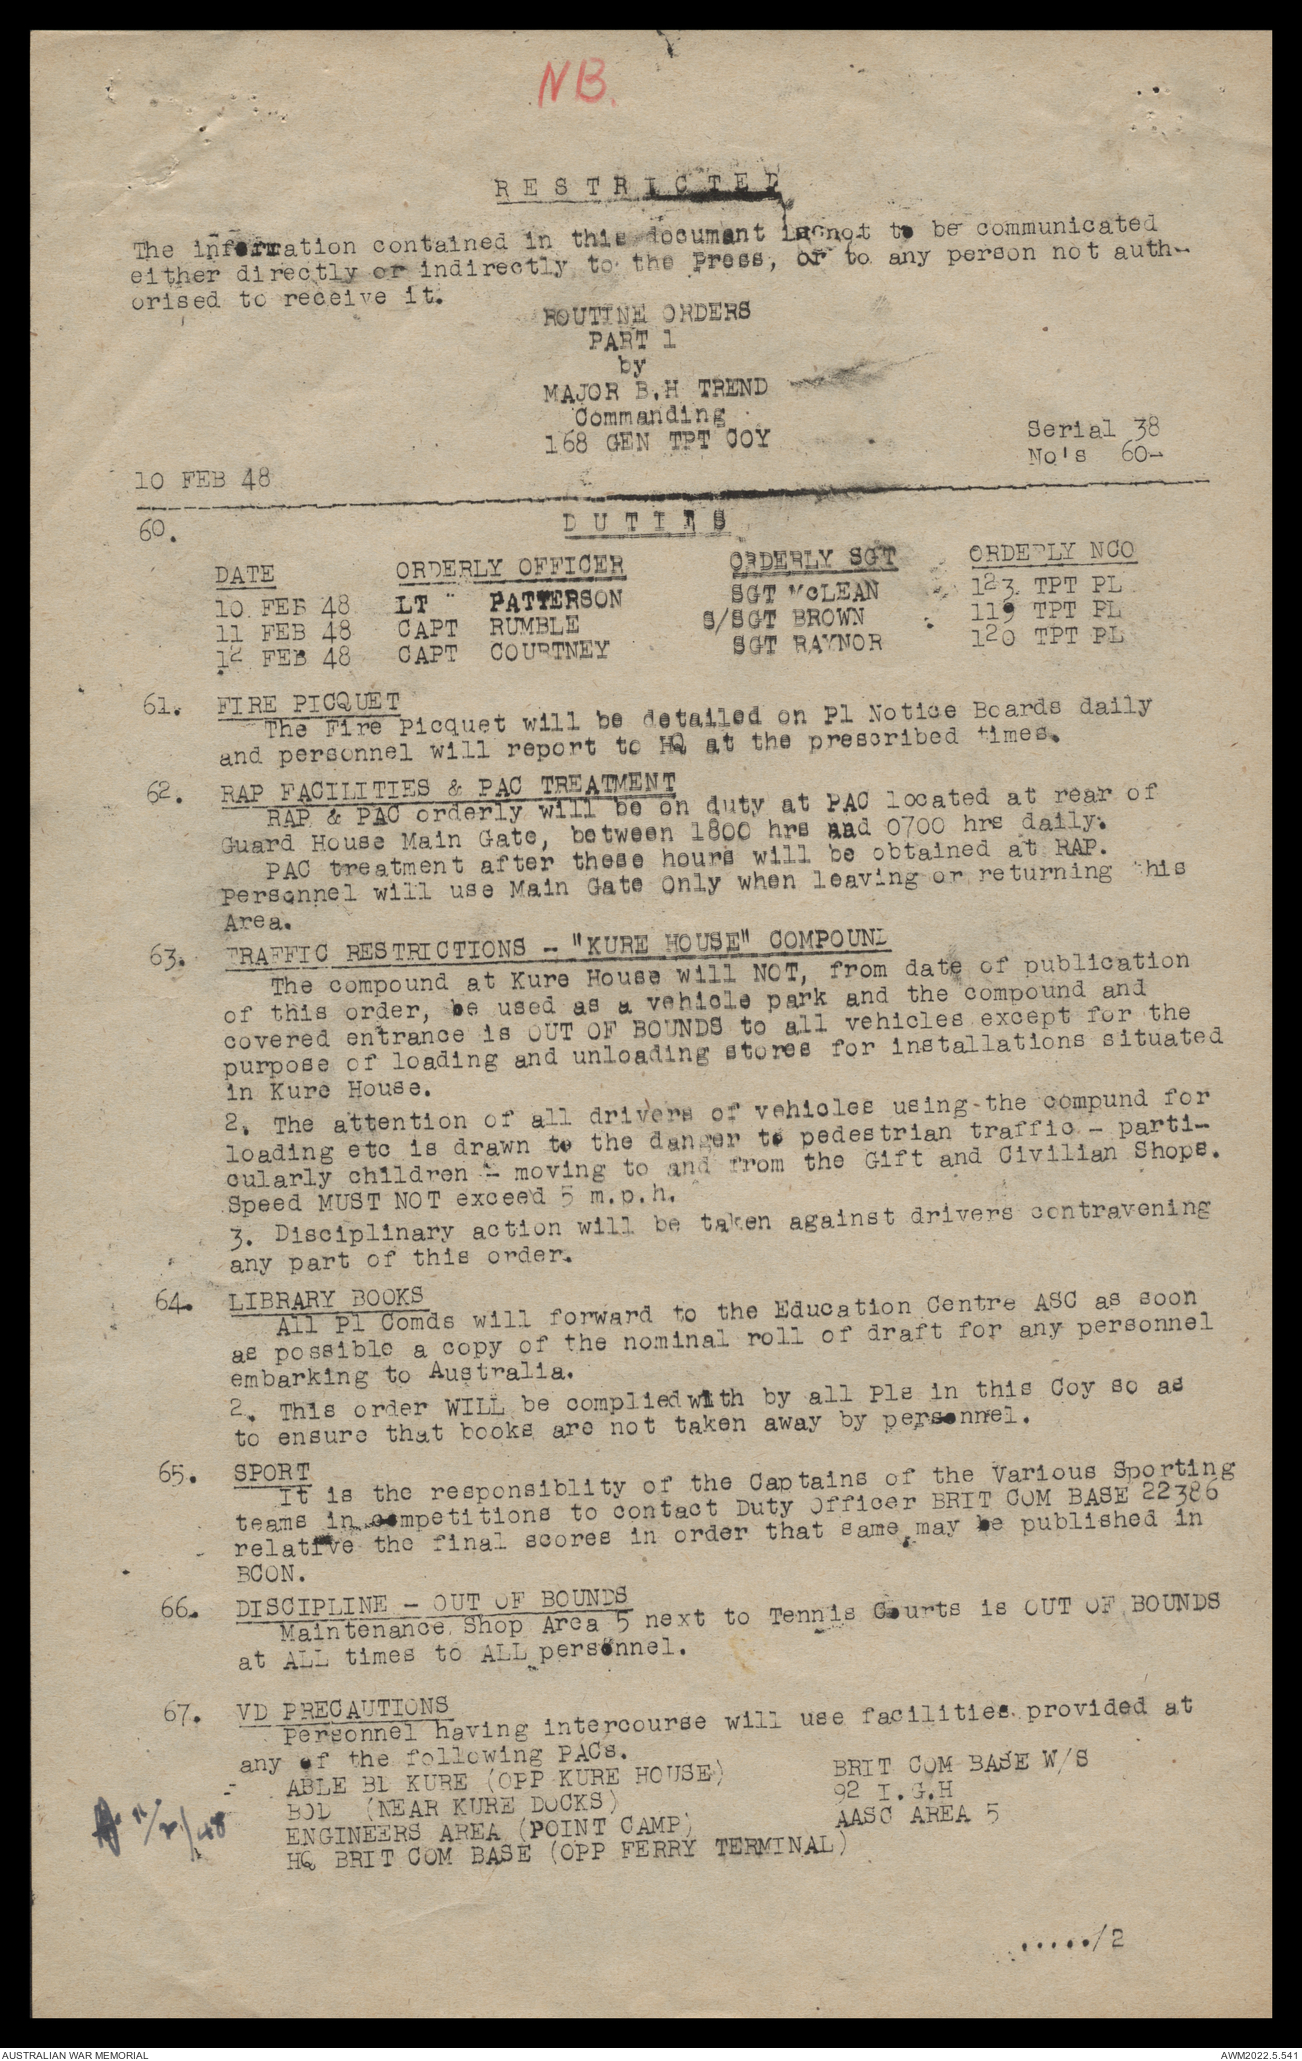 NB.
RESTRICTED
The information contained in this document is not to be communicated
either directly or indirectly to the Press, or to any person not auth-
orised to receive it.
ROUTINE ORDERS
PART 1
by
MAJOR B.H TREND
Commanding
168 GEN TPT COY
Serial 38
No's 60-
10 FEB 48
60. DUTIES
DATE ORDERLY OFFICER ORDERLY SGT ORDERLY NCO
10 FEB 48 LT PATTERSON SGT McLEAN 123 TPT PL
11 FEB 48 CAPT RUMBLE S/SGT BROWN 119 TPT PL
12 FEB 48 CAPT COURTNEY SGT RAYNOR 120 TPT PL
61. FIRE PICQUET
The Fire Picquet will be detailed on Pl Notice Boards daily
and personnel will report to HQ at the prescribed times.
62. RAP FACILITIES & PAC TREATMENT
RAP & PAC orderly will be on duty at PAC located at rear of
Guard House Main Gate, between 1800 hrs and 0700 hrs daily.
PAC treatment after these hours will be obtained at RAP.
Personnel will use Main Gate Only when leaving or returning this
Area.
63. TRAFFIC RESTRICTIONS - "KURE HOUSE" COMPOUND
The compound at Kure House will NOT, from date of publication
of this order, be used as a vehicle park and the compound and
covered entrance is OUT OF BOUNDS to all vehicles except for the
purpose of loading and unloading stores for installations situated
in Kure House.
2. The attention of all drivers of vehicles using the compund for
loading etc is drawn to the danger to pedestrian traffic - parti-
cularly children - moving to and from the Gift and Civilian Shops.
Speed MUST NOT exceed 5 m.p.h.
3. Disciplinary action will be taken against drivers contravening
any part of this order.
64. LIBRARY BOOKS
All Pl Comds will forward to the Education Centre ASC as soon
as possible a copy of the nominal roll of draft for any personnel
embarking to Australia.
2. This order WILL be compliedwith by all Pls in this Coy so as
to ensure that books are not taken away by personnel.
65. SPORT
It is the responsiblity of the Captains of the Various Sporting
teams in competitions to contact Duty Officer BRIT COM BASE 22386
relative the final scores in order that same may be published in
BCON.
66. DISCIPLINE - OUT OF BOUNDS
Maintenance Shop Area 5 next to Tennis Courts is OUT OF BOUNDS
at ALL times to ALL personnel.
67. VD PRECAUTIONS
Personnel having intercourse will use facilities provided at
any of the following PACs.
ABLE BL KURE (OPP KURE HOUSE) BRIT COM BASE W/S
BOD (NEAR KURE DOCKS) 92 I.G.H
ENGINEERS AREA (POINT CAMP) AASC AREA 5
HQ BRIT COM BASE (OPP FERRY TERMINAL)
11/2/48
...../2
AUSTRALIAN WAR MEMORIAL AWM2022.5.541